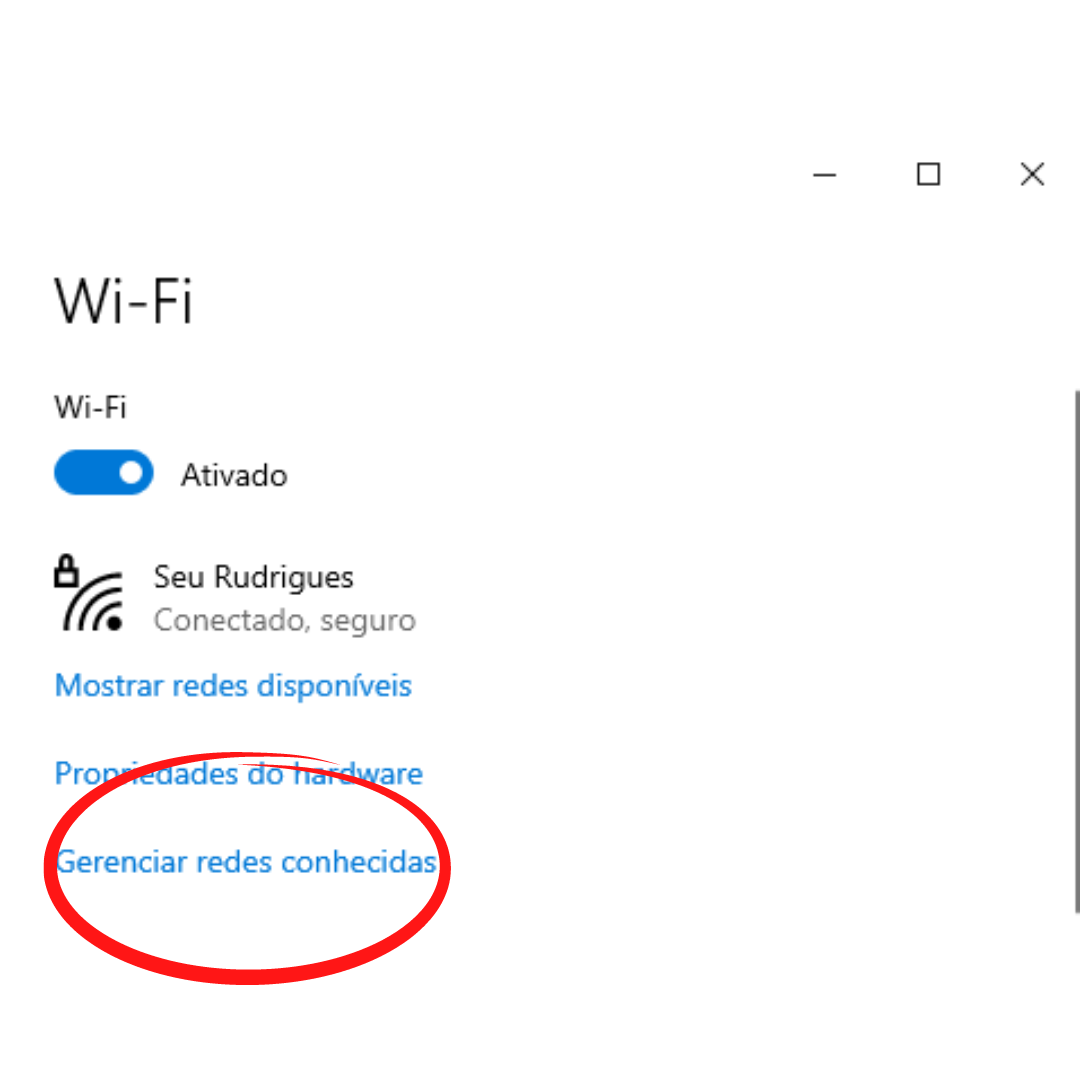 Wi-Fi
Wi-Fi
Ativado
Seu Rudrigues
Conectado, seguro
Mostrar redes disponíveis
Propriedades do hardware
Gerenciar redes conhecidas